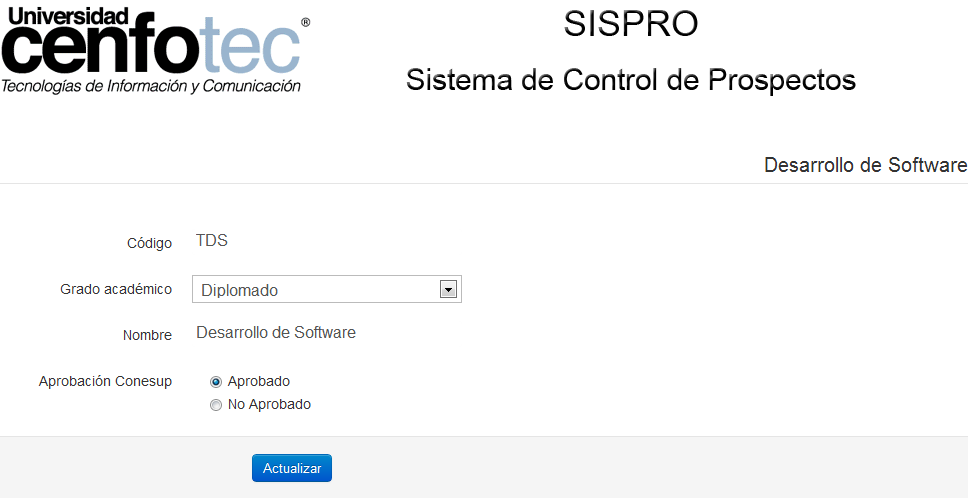 Universidad
cenfotec®
Tecnologías de Información y Comunicación
SISPRO
Sistema de Control de Prospectos
Desarrollo de Software
Código TDS
Grado académico Diplomado
Nombre Desarrollo de Software
Aprobación Conesup Aprobado
No Aprobado
Actualizar